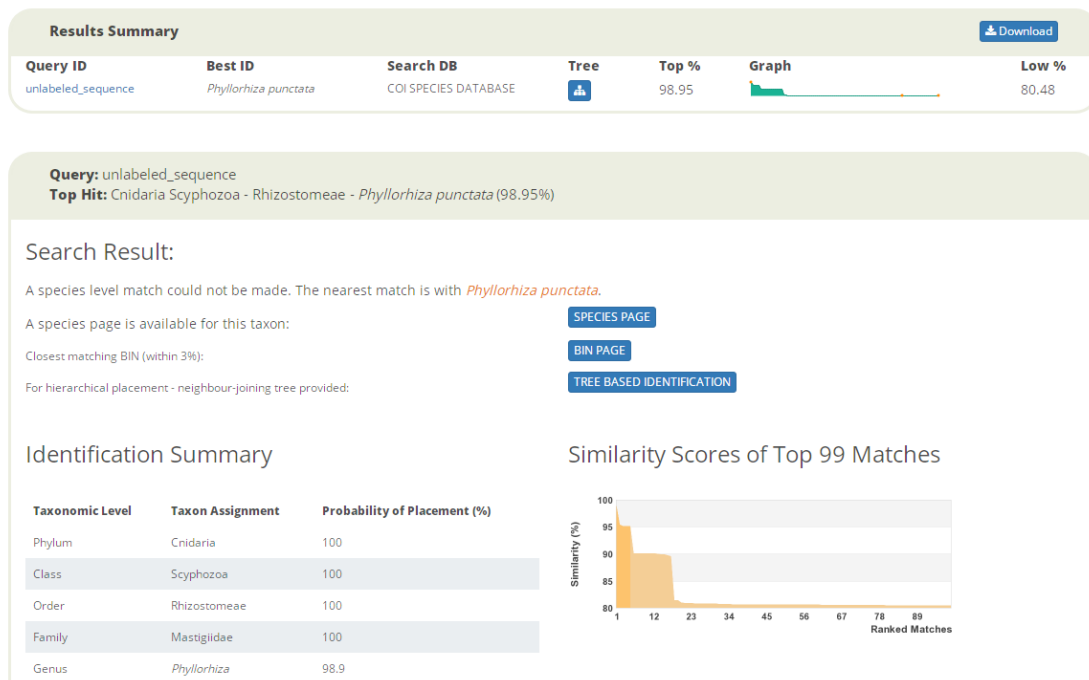 Results Summary
Download
Query ID Best ID Search DB Tree Top % Graph Low %
unlabeled_sequence Phyllorhiza punctata COI SPECIES DATABASE 98.95 80.48
Query: unlabeled_sequence
Top Hit: Cnidaria Scyphozoa - Rhizostomeae - Phyllorhiza punctata (98.95%)
Search Result:
A species level match could not be made. The nearest match is with Phyllorhiza punctata.
A species page is available for this taxon: SPECIES PAGE
Closest matching BIN (within 3%): BIN PAGE
For hierarchical placement - neighbour-joining tree provided: TREE BASED IDENTIFICATION
Identification Summary
Taxonomic Level Taxon Assignment Probability of Placement (%)
Phylum Cnidaria 100
Class Scyphozoa 100
Order Rhizostomeae 100
Family Mastigiidae 100
Genus Phyllorhiza 98.9
Similarity Scores of Top 99 Matches
Similarity (%)
100
95
90
85
80
1 12 23 34 45 56 67 78 89
Ranked Matches